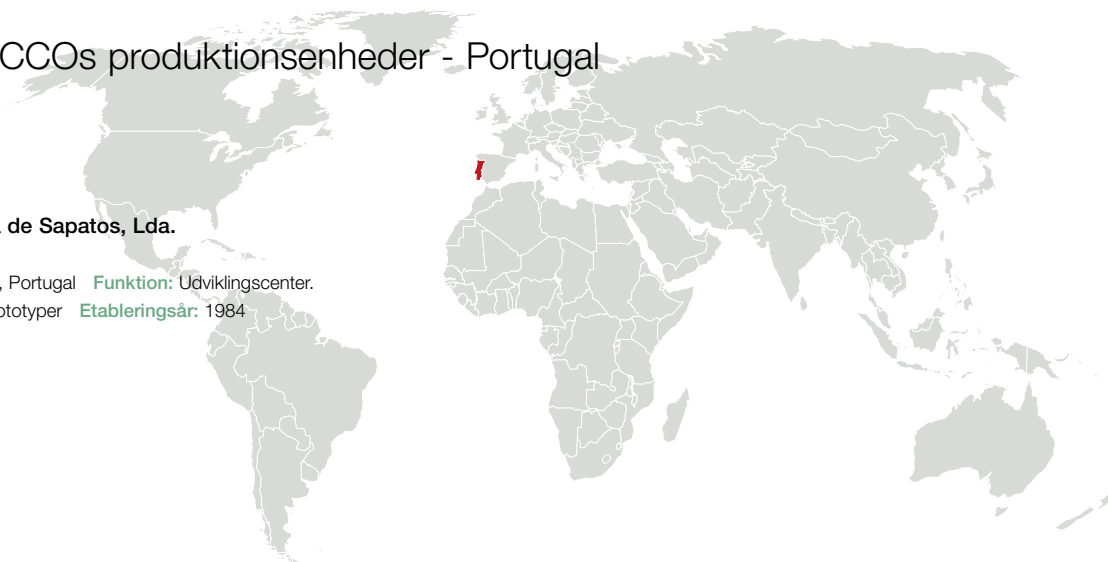 CCOs produktionsenheder - Portugal
de Sapatos, Lda.
, Portugal Funktion: Udviklingscenter.
ototyper Etableringsår: 1984